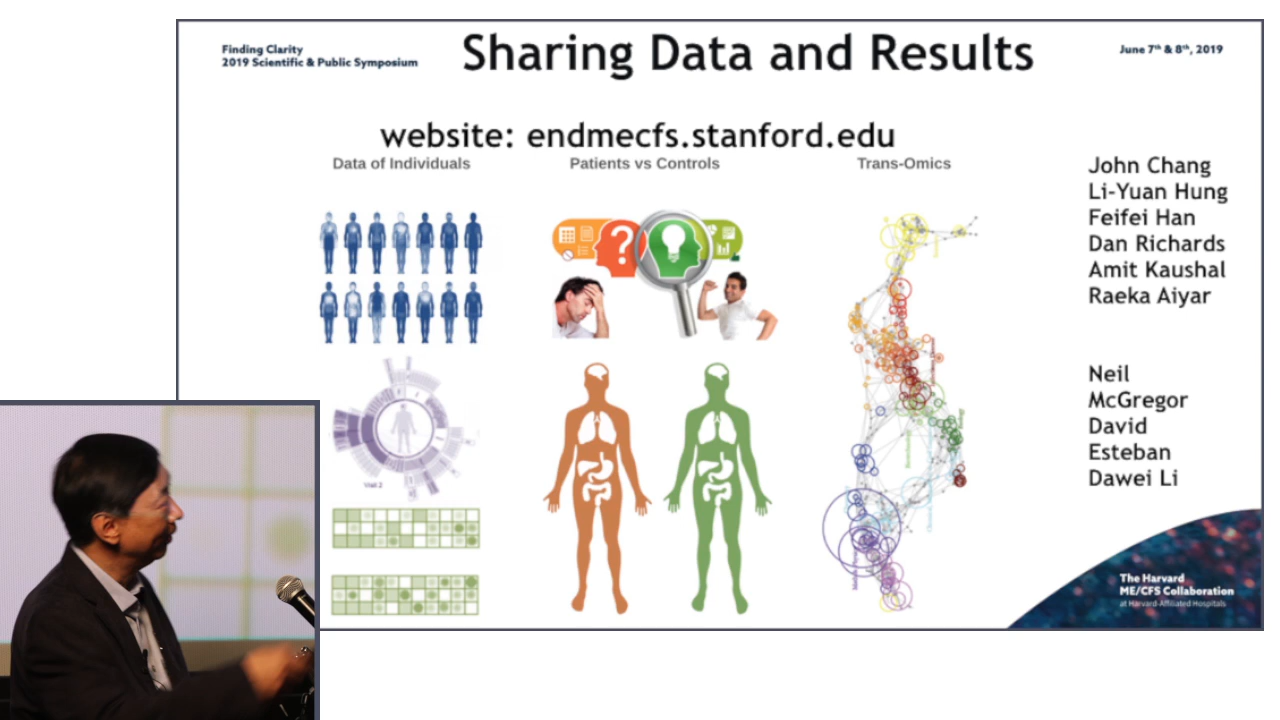 Finding Clarity
2019 Scientific & Public Symposium
Sharing Data and Results
June 7th & 8th, 2019
website: endmecfs.stanford.edu
Data of Individuals
Patients vs Controls
Trans-Omics
John Chang
Li-Yuan Hung
Feifei Han
Dan Richards
Amit Kaushal
Raeka Aiyar
?
Neil
McGregor
David
Esteban
Dawei Li
Visit 2
The Harvard
ME/CFS Collaboration
at Harvard-Affiliated Hospitals